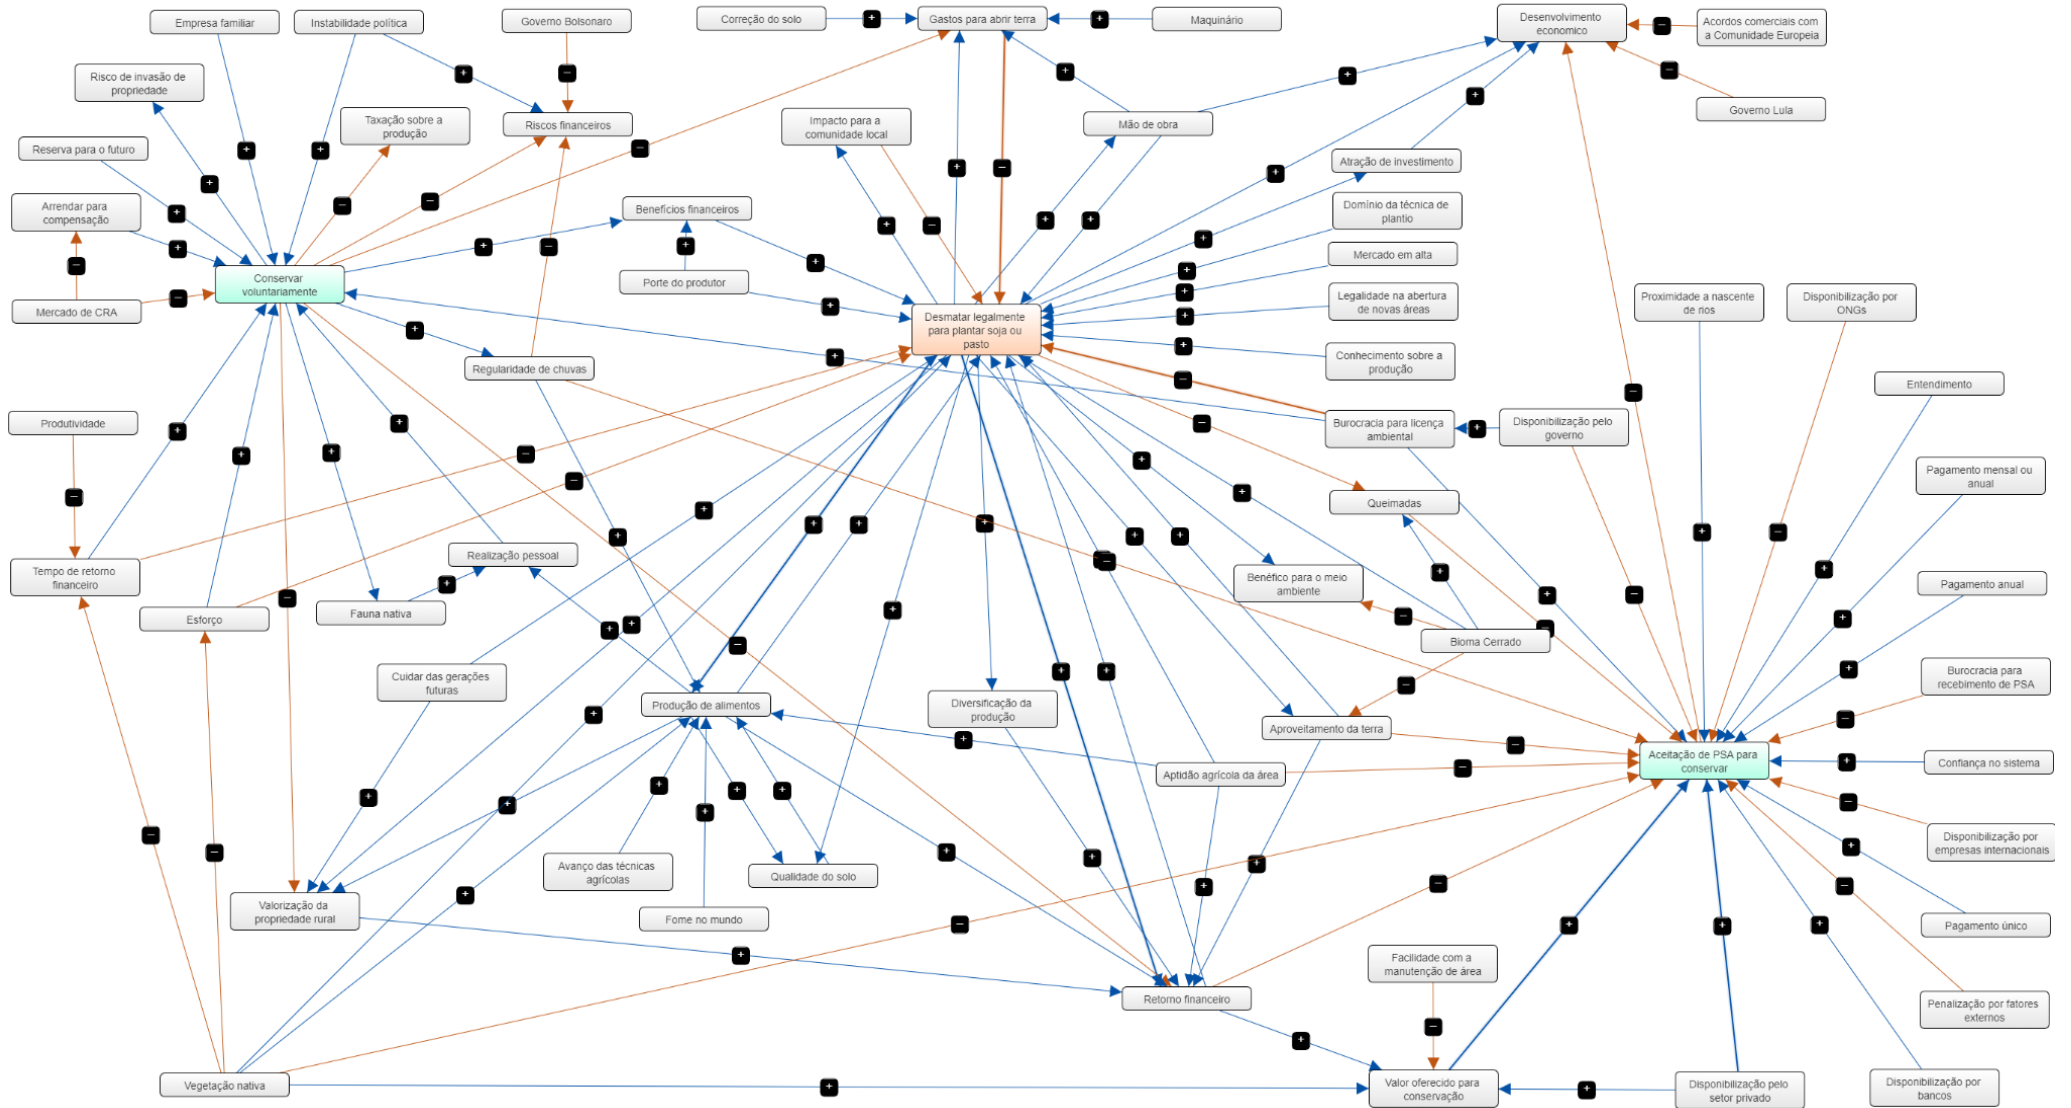 Empresa familiar
Instabilidade política
Governo Bolsonaro
Correção do solo
Gastos para abrir terra
Maquinário
Desenvolvimento
economico
Acordos comerciais com
a Comunidade Europeia
Risco de invasão de
propriedade
Taxação sobre a
produção
Riscos financeiros
Impacto para a
comunidade local
Mão de obra
Governo Lula
Reserva para o futuro
Atração de investimento
Arrendar para
compensação
Benefícios financeiros
Domínio da técnica de
plantio
Mercado em alta
Conservar
voluntariamente
Porte do produtor
Legalidade na abertura
de novas áreas
Proximidade a nascente
de nos
Disponibilização por
ONGs
Mercado de CRA
Desmatar legalmente
para plantar soja ou
pasto
Conhecimento sobre a
produção
Regularidade de chuvas
Entendimento
Produtividade
Burocracia para licença
ambiental
Disponibilização pelo
governo
Pagamento mensal ou
anual
Queimadas
Realização pessoal
Tempo de retorno
financeiro
Benéfico para o meio
ambiente
Pagamento anual
Fauna nativa
Esforço
Bioma Cerrado
Cuidar das gerações
futuras
Burocracia para
recebimento de PSA
Produção de alimentos
Diversificação da
produção
Aproveitamento da terra
Aceitação de PSA para
conservar
Confiança no sistema
Aptidão agrícola da área
Disponibilização por
empresas internacionais
Avanço das técnicas
agrícolas
Qualidade do solo
Valorização da
propriedade rural
Fome no mundo
Pagamento único
Facilidade com a
manutenção de área
Retorno financeiro
Penalização por fatores
externos
Vegetação nativa
Valor oferecido para
conservação
Disponibilização pelo
setor privado
Disponibilização por
bancos